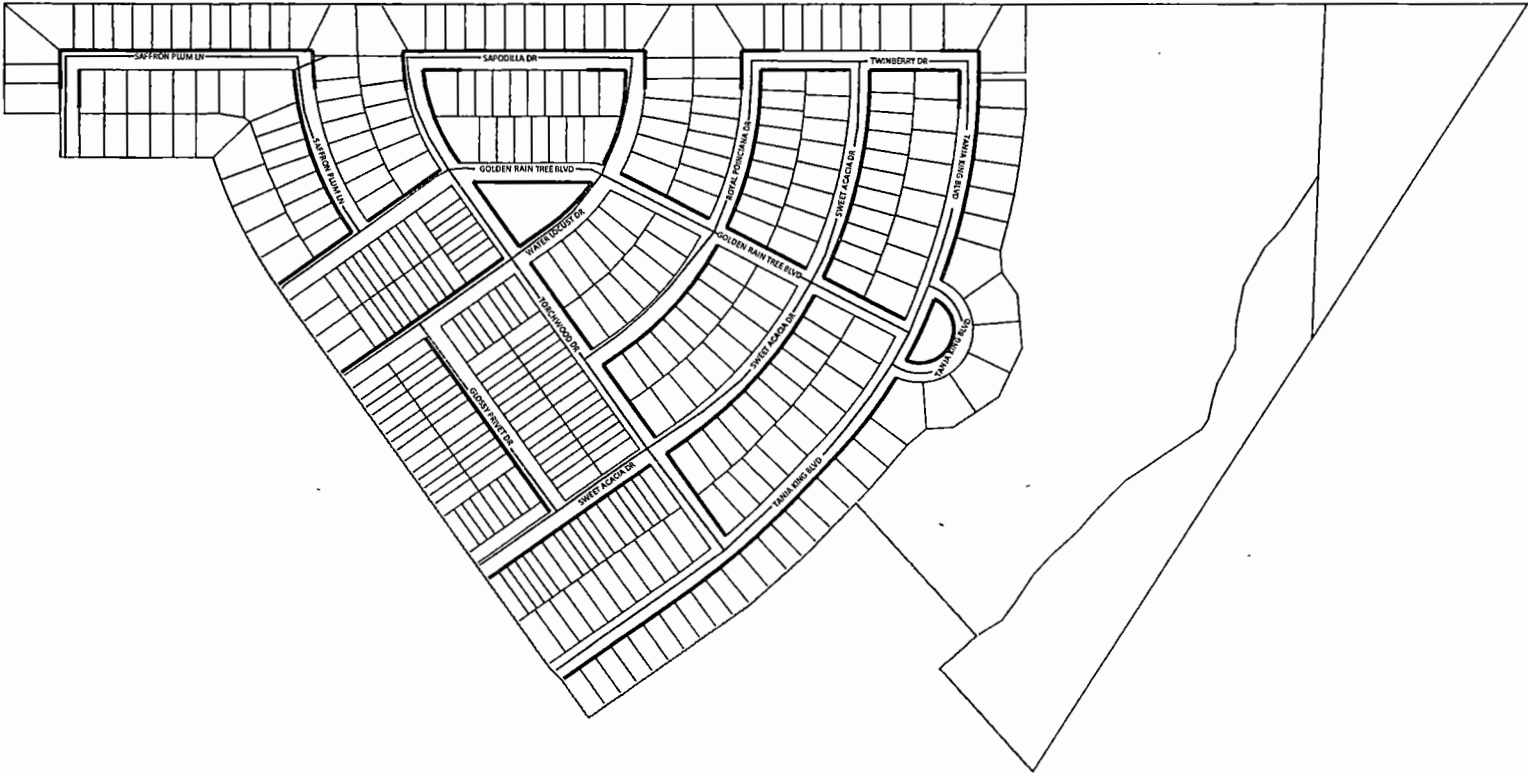 SAFFRON PLUM LN
SAPODILLA DR
TWINBERRY DR
SAFFRON PLUM LN
GOLDEN RAIN TREE BLVD
ROYAL POINCIANA DR
SWEET ACACIA DR
TANJA KING BLVD
WATER LOCUST DR
GOLDEN RAIN TREE BLVD
TORCHWOOD DR
SWEET ACACIA DR
TANJA KING BLVD
GLOSSY PRIVET DR
SWEET ACACIA DR
TANJA KING BLVD